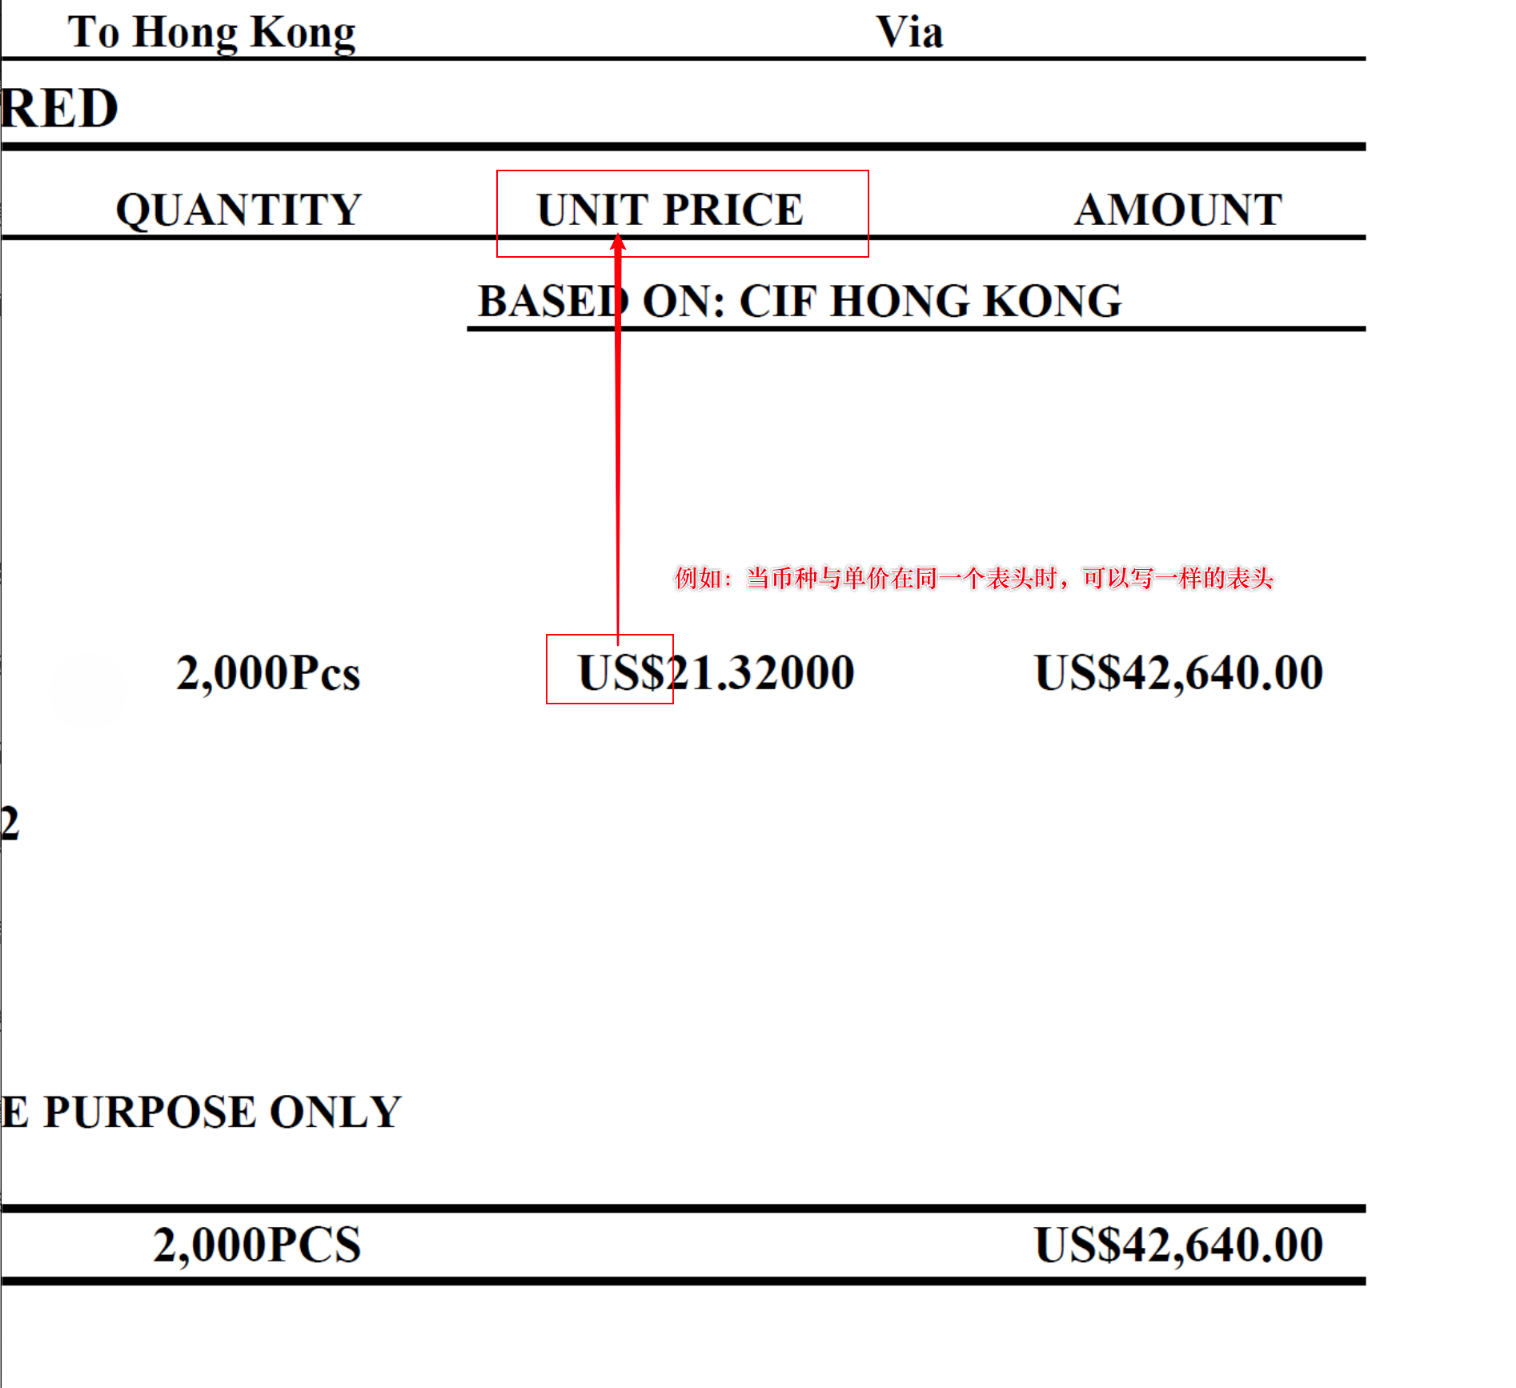 To Hong Kong Via
RED
QUANTITY UNIT PRICE AMOUNT
BASED ON: CIF HONG KONG
例如：当币种与单价在同一个表头时，可以写一样的表头
2,000Pcs US$21.32000 US$42,640.00
2
E PURPOSE ONLY
2,000PCS US$42,640.00